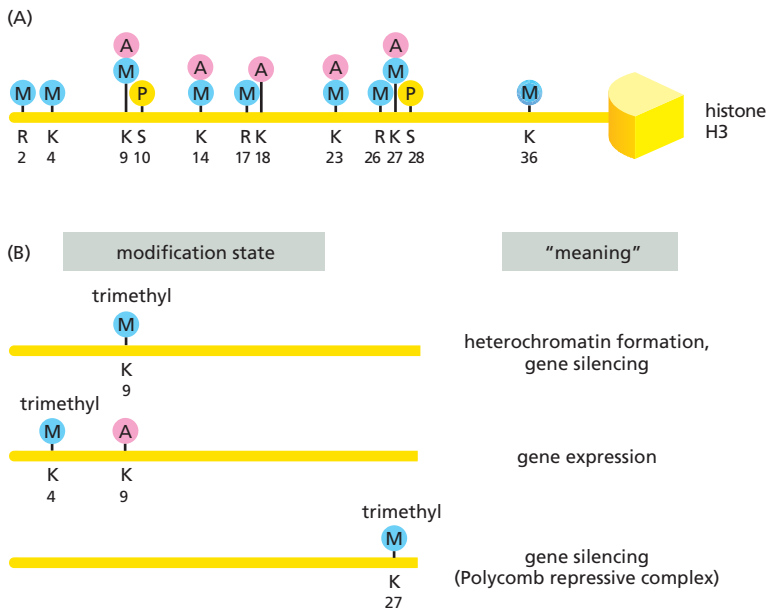 (A)
A A
M A A A M
M M P M M M M P M
R K K S K R K K R K S K
2 4 9 10 14 17 18 23 26 27 28 36
histone
H3
(B) modification state “meaning”
trimethyl
M
K
9
heterochromatin formation,
gene silencing
trimethyl
M A
K K
4 9
gene expression
trimethyl
M
K
27
gene silencing
(Polycomb repressive complex)